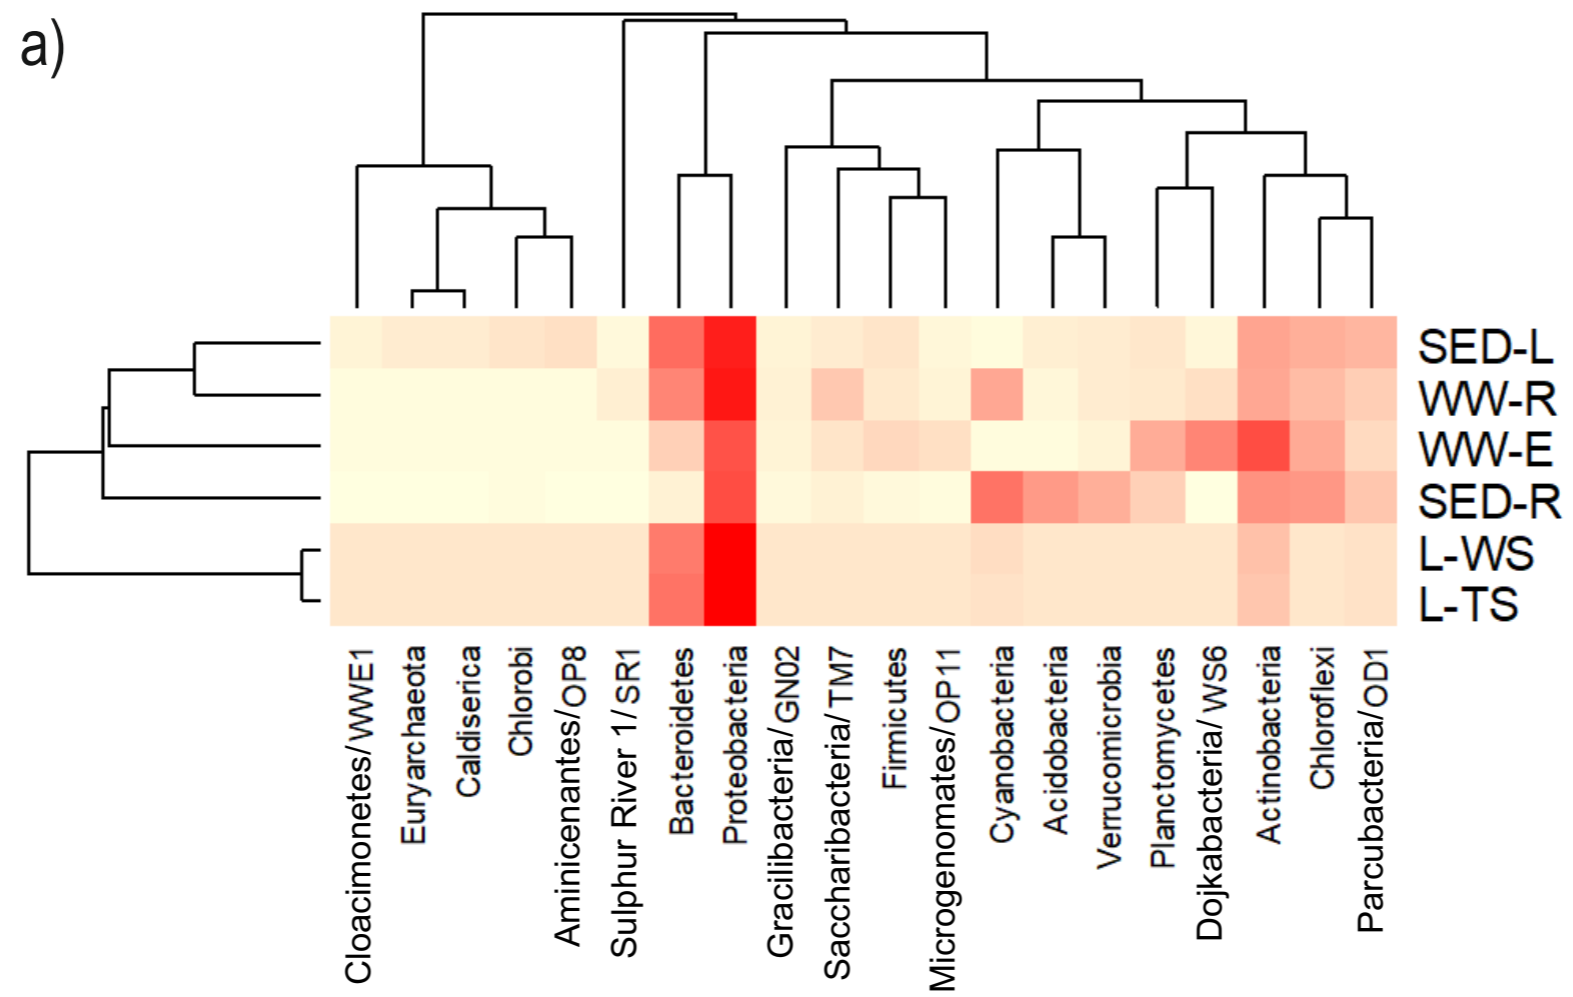 a)
SED-L
WW-R
WW-E
SED-R
L-WS
L-TS
Cloacimonetes/WWE1
Euryarchaeota
Caldiserica
Chlorobi
Aminicenantes/OP8
Sulphur River 1/SR1
Bacteroidetes
Proteobacteria
Gracilibacteria/GN02
Saccharibacteria/TM7
Firmicutes
Microgenomates/OP11
Cyanobacteria
Acidobacteria
Verrucomicrobia
Planctomycetes
Dojkabacteria/WS6
Actinobacteria
Chloroflexi
Parcubacteria/OD1